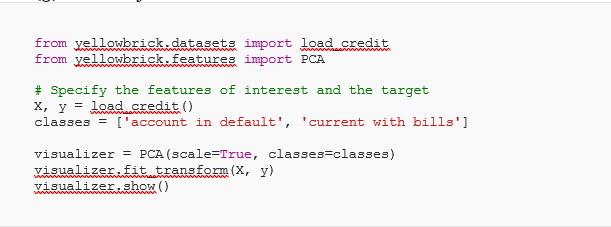 from yellowbrick.datasets import load_credit
from yellowbrick.features import PCA
# Specify the features of interest and the target
X, y = load_credit()
classes = ['account in default', 'current with bills']
visualizer = PCA(scale=True, classes=classes)
visualizer.fit_transform(X, y)
visualizer.show()